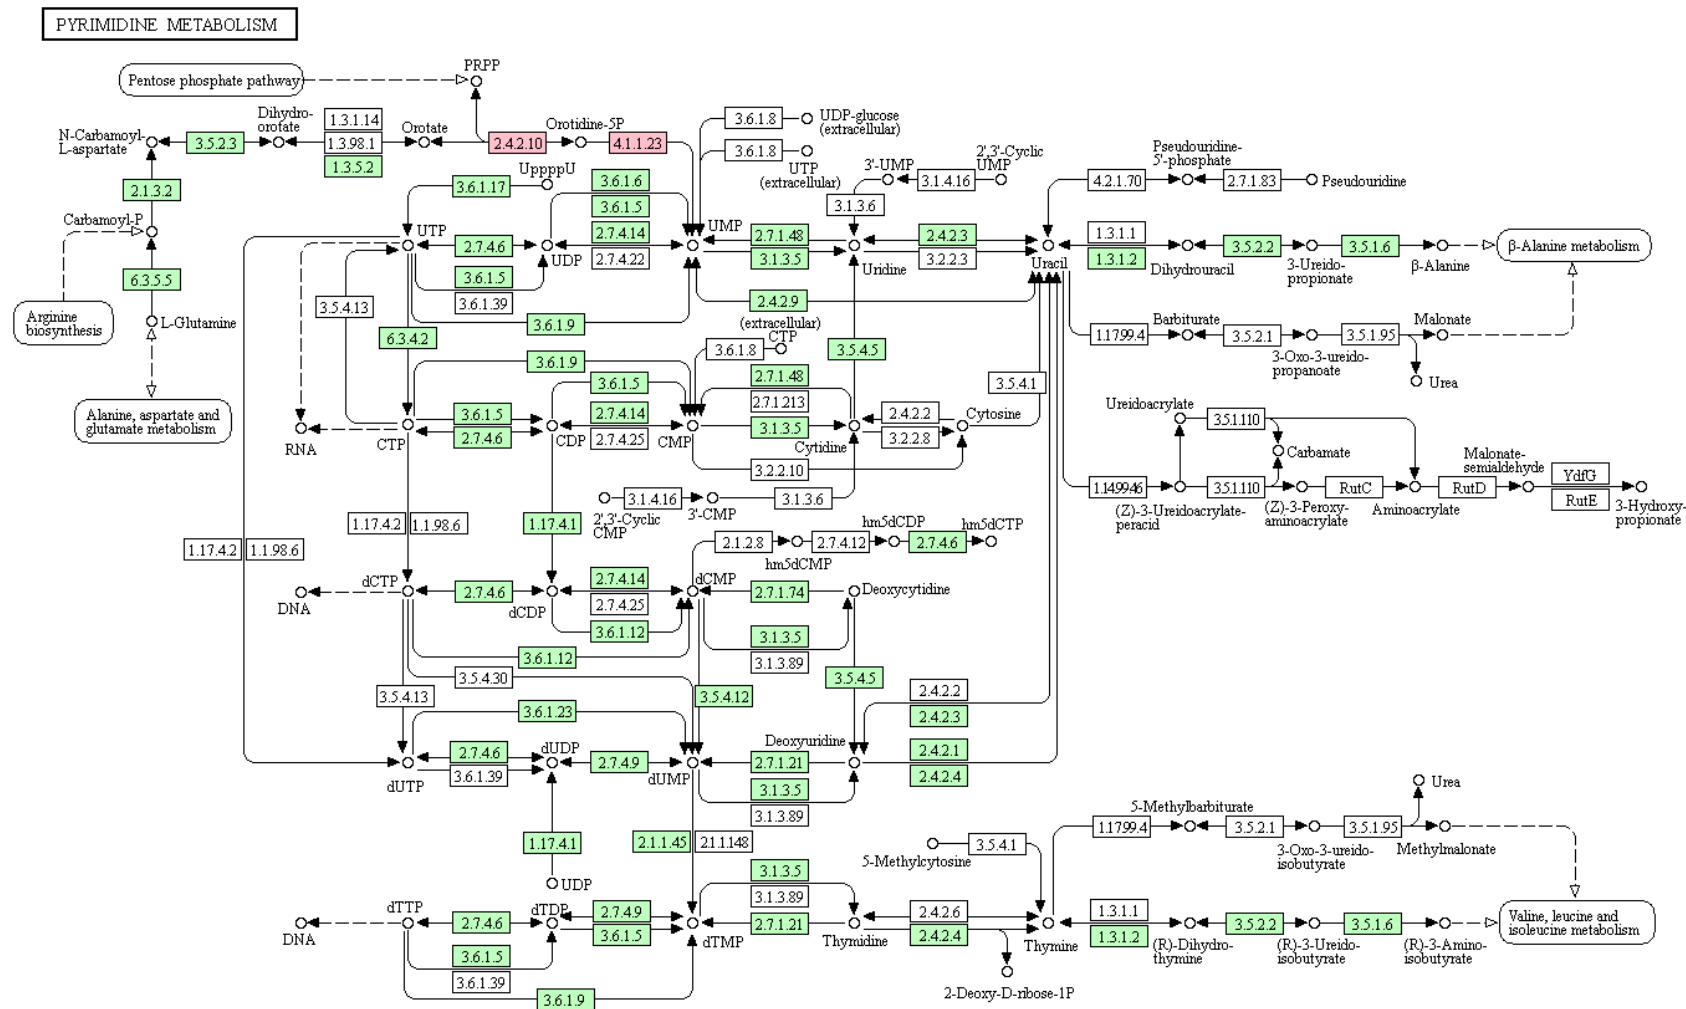 PYRIMIDINE METABOLISM
Pentose phosphate pathway
PRPP
N-Carbamoyl-
L-aspartate
3.5.2.3
Dihydro-
orotate
1.3.1.14
1.3.98.1
1.3.5.2
Orotate
2.4.2.10
Orotidine-5P
4.1.1.23
3.6.1.8
UDP-glucose
(extracellular)
3.6.1.8
UTP
(extracellular)
3'-UMP
3.1.4.16
2',3'-Cyclic
UMP
3.1.3.6
Pseudouridine-
5'-phosphate
4.2.1.70
2.7.1.83
Pseudouridine
2.1.3.2
Carbamoyl-P
6.3.5.5
Arginine
biosynthesis
L-Glutamine
Alanine, aspartate and
glutamate metabolism
UppppU
3.6.1.17
3.6.1.6
3.6.1.5
UTP
2.7.4.6
UDP
2.7.4.14
2.7.4.22
UMP
2.7.1.48
3.1.3.5
Uridine
2.4.2.3
3.2.2.3
Uracil
1.3.1.1
1.3.1.2
Dihydrouracil
3.5.2.2
3-Ureido-
propionate
3.5.1.6
β-Alanine
β-Alanine metabolism
3.6.1.5
3.6.1.39
3.5.4.13
3.6.1.9
2.4.2.9
(extracellular)
CTP
3.6.1.8
6.3.4.2
3.5.4.5
1.1799.4
Barbiturate
3.5.2.1
3-Oxo-3-ureido-
propanoate
3.5.1.95
Malonate
Urea
3.6.1.9
3.6.1.5
2.7.1.48
2.7.1.213
3.1.3.5
3.5.4.1
RNA
CTP
3.6.1.5
2.7.4.6
CDP
2.7.4.14
2.7.4.25
CMP
Cytidine
2.4.2.2
3.2.2.8
Cytosine
3.2.2.10
Ureidoacrylate
3.5.1.110
Carbamate
1.14.99.46
3.5.1.110
(Z)-3-Ureidoacrylate-
peracid
(Z)-3-Peroxy-
aminoacrylate
RutC
Aminoacrylate
RutD
Malonate-
semialdehyde
YdfG
RutE
3-Hydroxy-
propionate
2',3'-Cyclic
CMP
3.1.4.16
3'-CMP
3.1.3.6
1.17.4.2
1.1.98.6
1.17.4.1
1.17.4.2
1.1.98.6
2.1.2.8
hm5dCMP
2.7.4.12
hm5dCDP
2.7.4.6
hm5dCTP
DNA
dCTP
2.7.4.6
dCDP
2.7.4.14
2.7.4.25
dCMP
2.7.1.74
Deoxycytidine
3.6.1.12
3.6.1.12
3.1.3.5
3.1.3.89
3.5.4.30
3.5.4.13
3.5.4.12
3.5.4.5
2.4.2.2
2.4.2.3
3.6.1.23
dUTP
2.7.4.6
3.6.1.39
dUDP
2.7.4.9
dUMP
2.7.1.21
Deoxyuridine
2.4.2.1
2.4.2.4
3.1.3.5
3.1.3.89
1.17.4.1
UDP
2.1.1.45
2.1.1.148
5-Methylcytosine
3.5.4.1
1.1799.4
5-Methylbarbiturate
3.5.2.1
3-Oxo-3-ureido-
isobutyrate
3.5.1.95
Methylmalonate
Urea
DNA
dTTP
2.7.4.6
dTDP
2.7.4.9
3.6.1.5
dTMP
3.1.3.5
3.1.3.89
2.7.1.21
Thymidine
2.4.2.6
2.4.2.4
Thymine
2-Deoxy-D-ribose-1P
1.3.1.1
1.3.1.2
(R)-Dihydro-
thymine
3.5.2.2
(R)-3-Ureido-
isobutyrate
3.5.1.6
(R)-3-Amino-
isobutyrate
Valine, leucine and
isoleucine metabolism
3.6.1.5
3.6.1.39
3.6.1.9